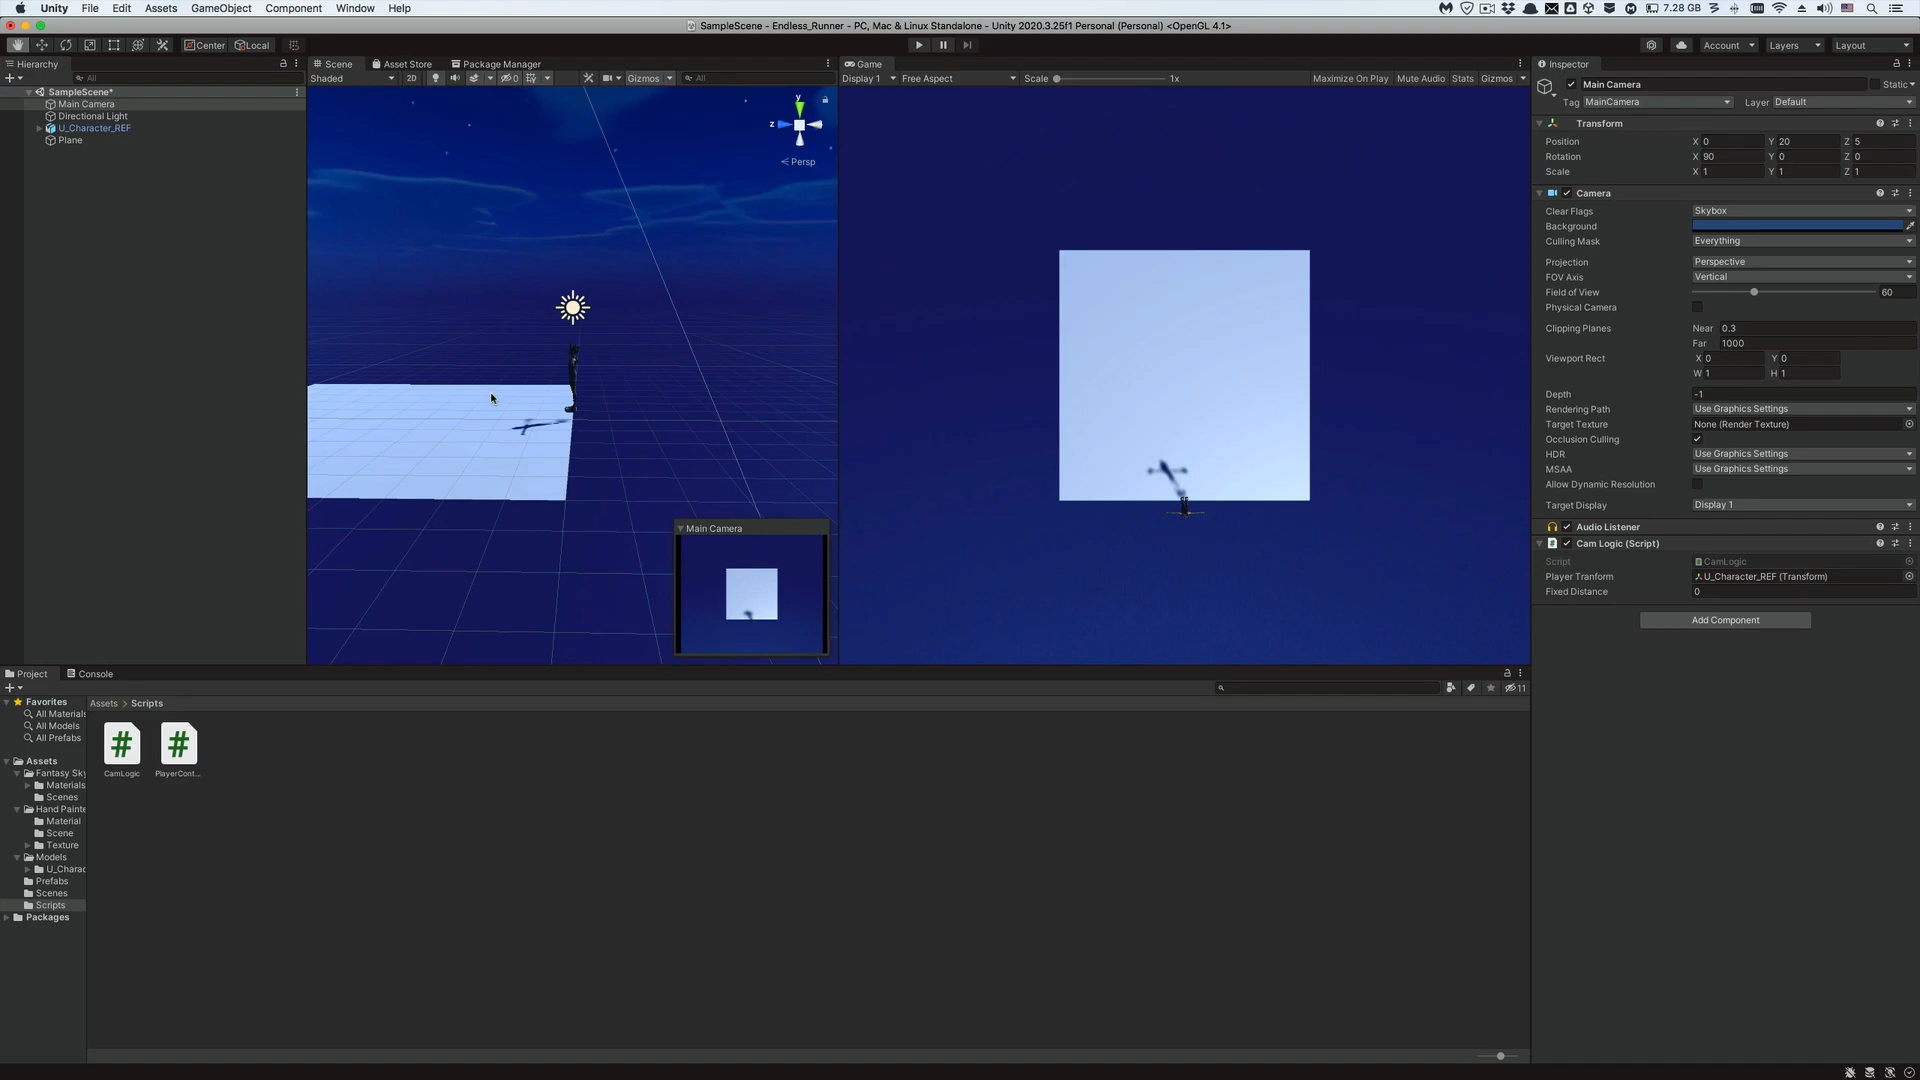 Unity File Edit Assets GameObject Component Window Help 7.28 GB
SampleScene - Endless_Runner - PC, Mac & Linux Standalone - Unity 2020.3.25f1 Personal (Personal) <OpenGL 4.1>
Center Local Account Layers Layout
Hierarchy
All
SampleScene*
Main Camera
Directional Light
U_Character_REF
Plane
Scene Asset Store Package Manager
Shaded 2D 0 Gizmos All
y
z
Persp
Main Camera
Game
Display 1 Free Aspect Scale 1x Maximize On Play Mute Audio Stats Gizmos
Inspector
Main Camera Static
Tag MainCamera Layer Default
Transform
Position X 0 Y 20 Z 5
Rotation X 90 Y 0 Z 0
Scale X 1 Y 1 Z 1
Camera
Clear Flags Skybox
Background
Culling Mask Everything
Projection Perspective
FOV Axis Vertical
Field of View 60
Physical Camera
Clipping Planes Near 0.3
Far 1000
Viewport Rect X 0 Y 0
W 1 H 1
Depth -1
Rendering Path Use Graphics Settings
Target Texture None (Render Texture)
Occlusion Culling
HDR Use Graphics Settings
MSAA Use Graphics Settings
Allow Dynamic Resolution
Target Display Display 1
Audio Listener
Cam Logic (Script)
Script CamLogic
Player Tranform U_Character_REF (Transform)
Fixed Distance 0
Add Component
Project Console
11
Favorites
All Materials
All Models
All Prefabs
Assets
Fantasy Sky
Materials
Scenes
Hand Painte
Material
Scene
Texture
Models
U_Charac
Prefabs
Scenes
Scripts
Packages
Assets > Scripts
CamLogic
PlayerCont...